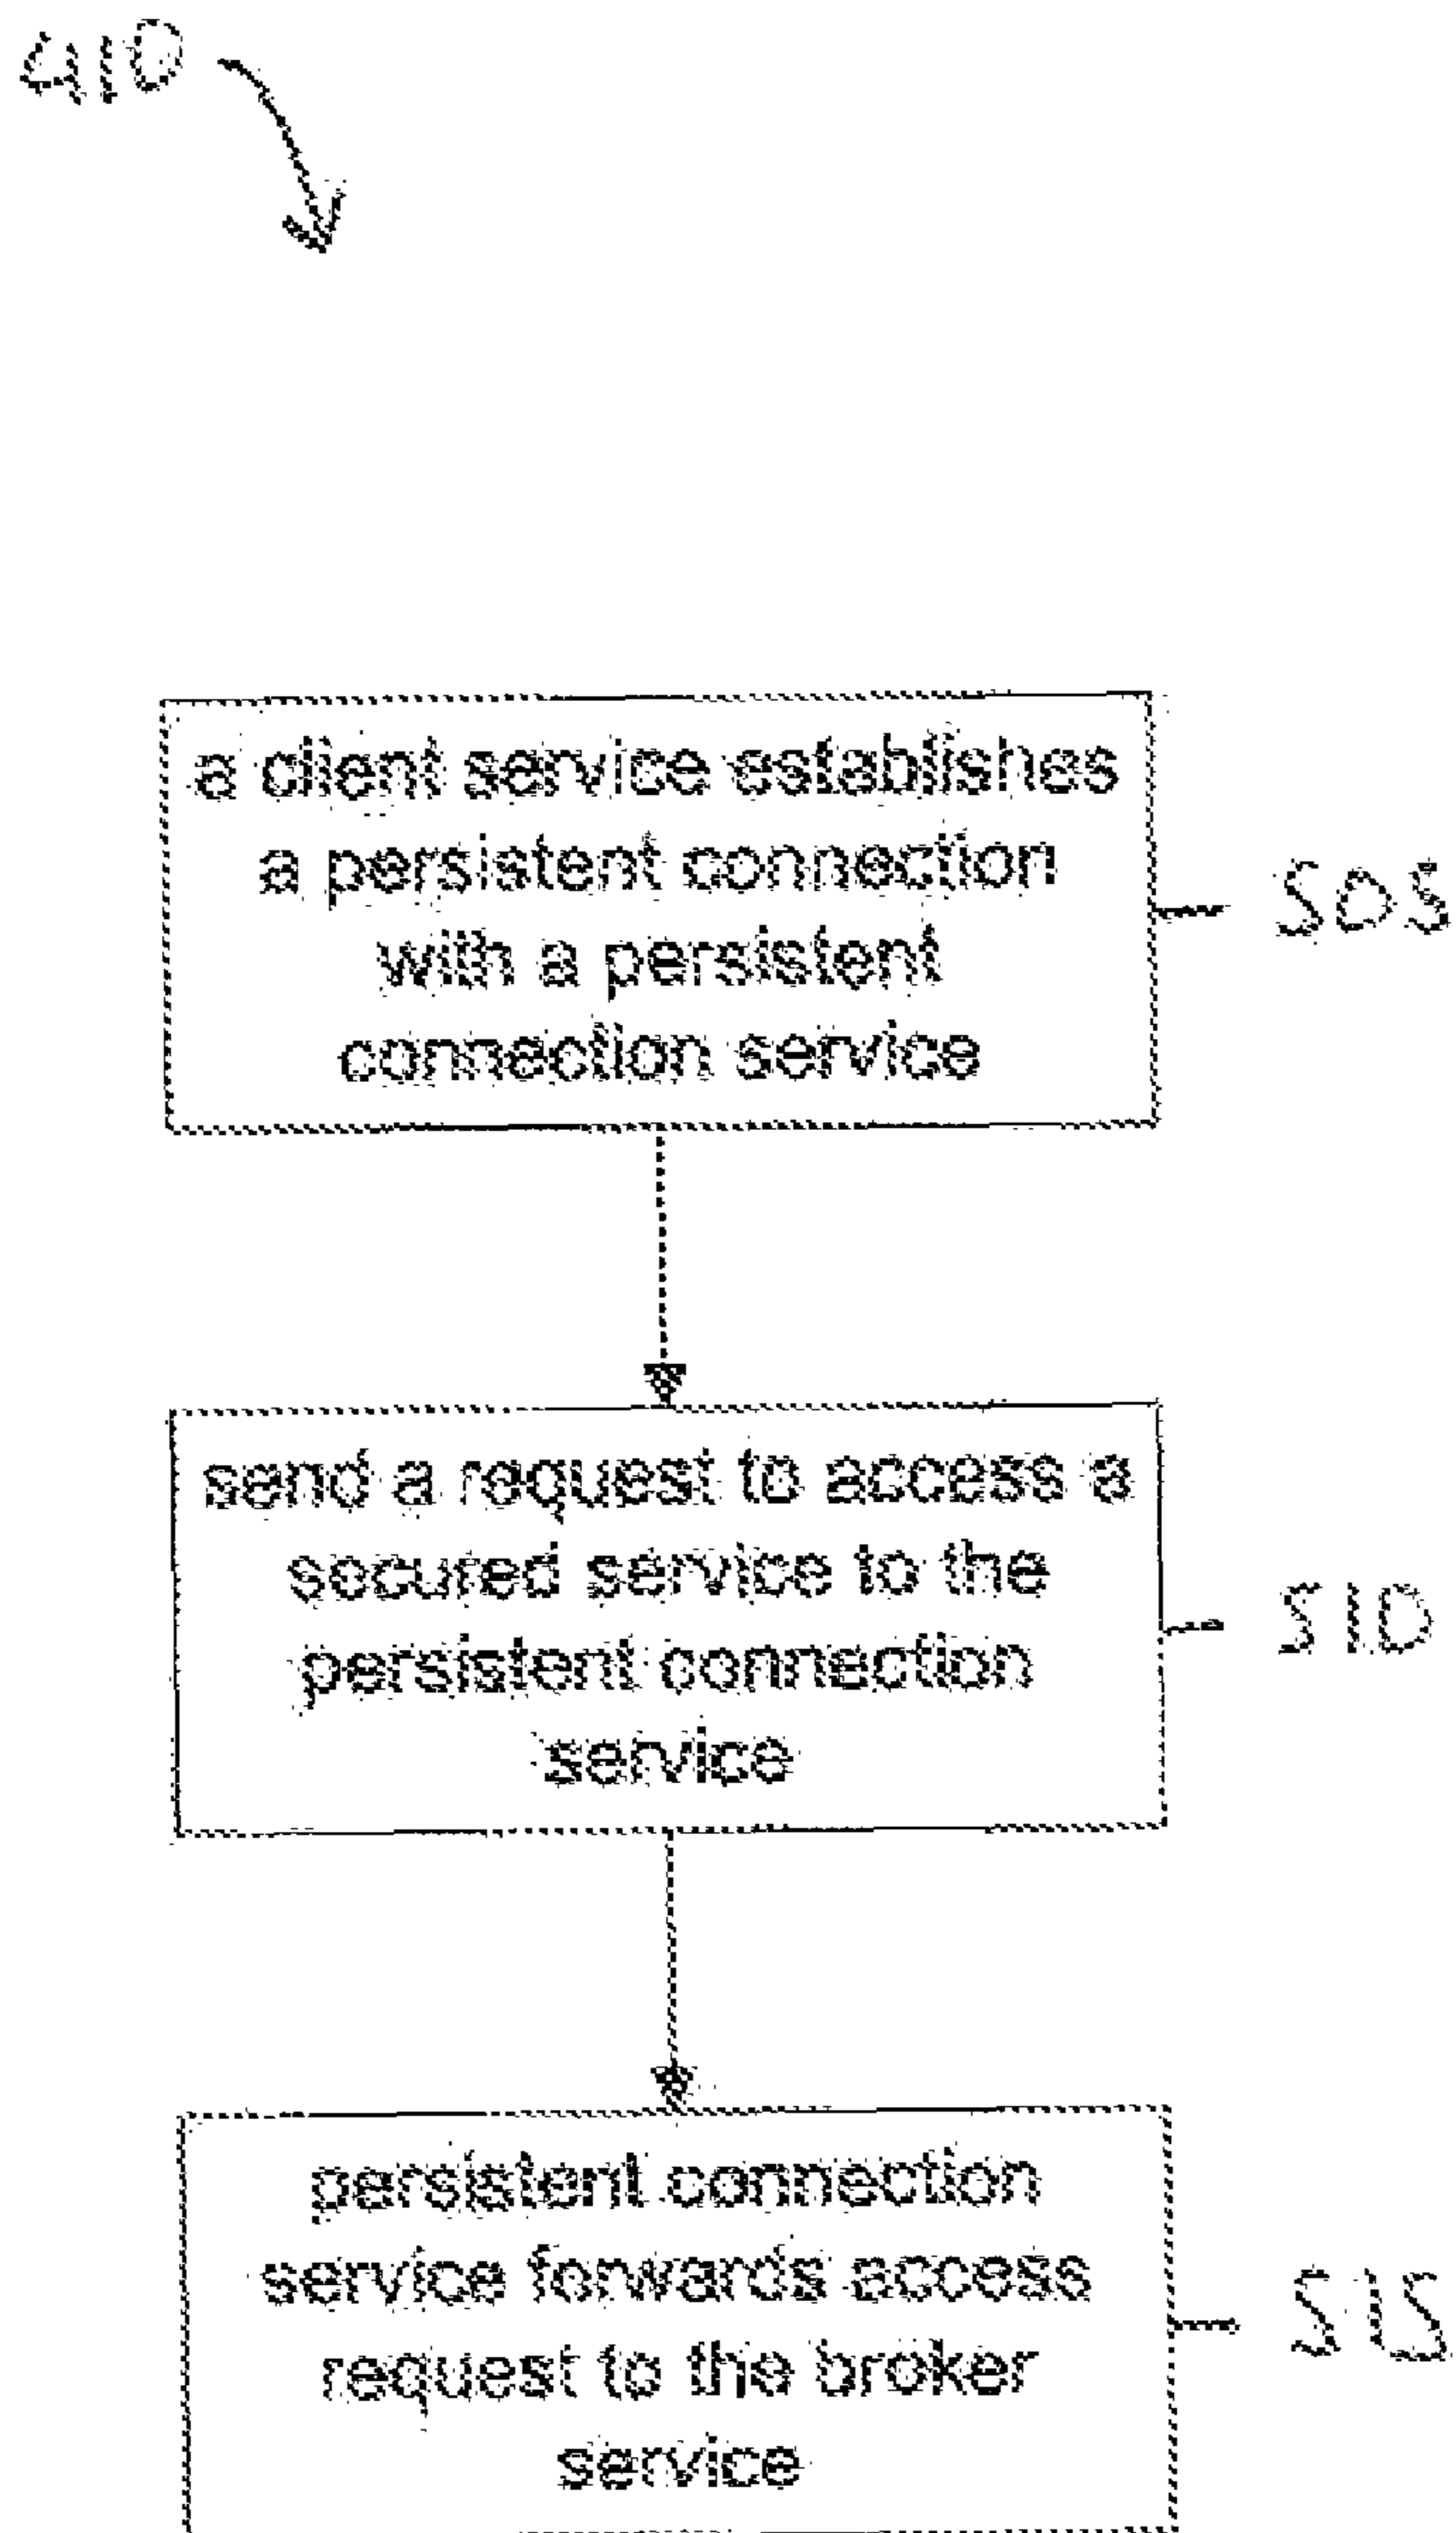 410
a client service establishes
a persistent connection
with a persistent
connection service
505
send a request to access a
secured service to the
persistent connection
service
510
persistent connection
service forwards access
request to the broker
service
515